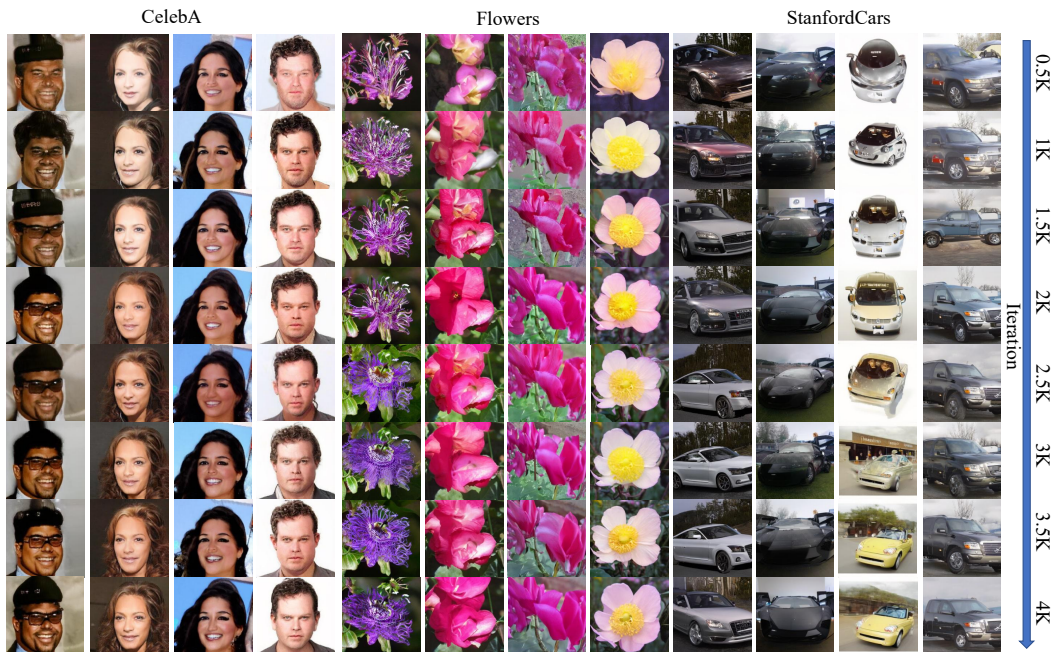 CelebA
Flowers
StanfordCars
0.5K
1K
1.5K
2K
2.5K
3K
3.5K
4K
Iteration